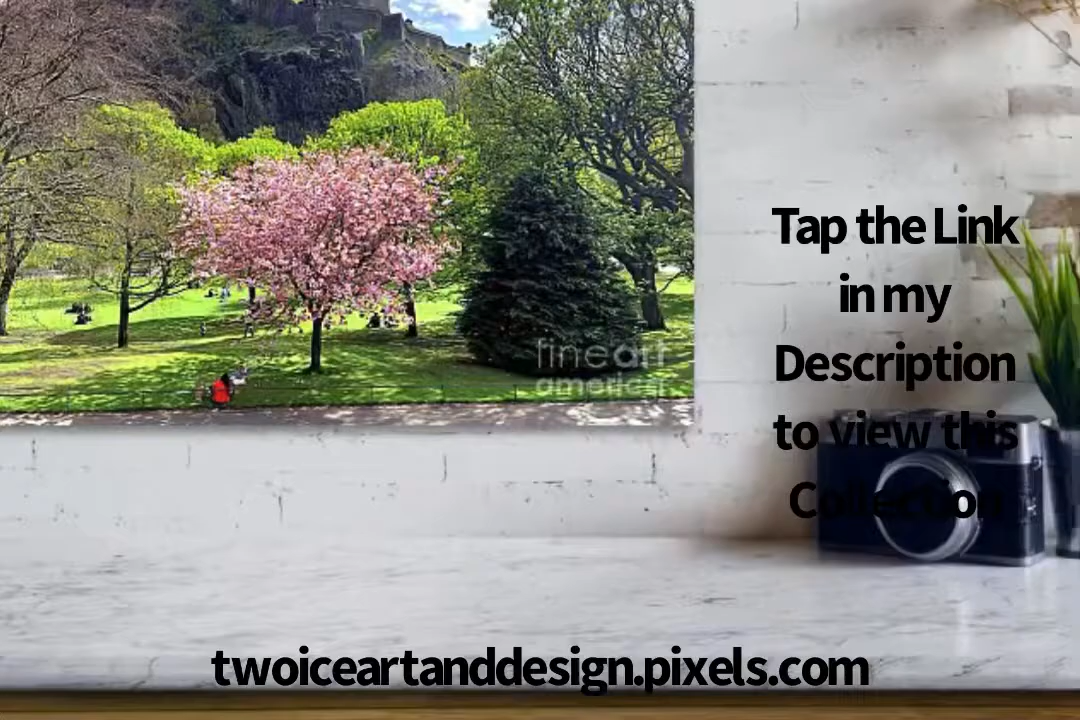 Tap the Link
in my
Description
to view this
Collection
fineart
america
twoiceartanddesign.pixels.com